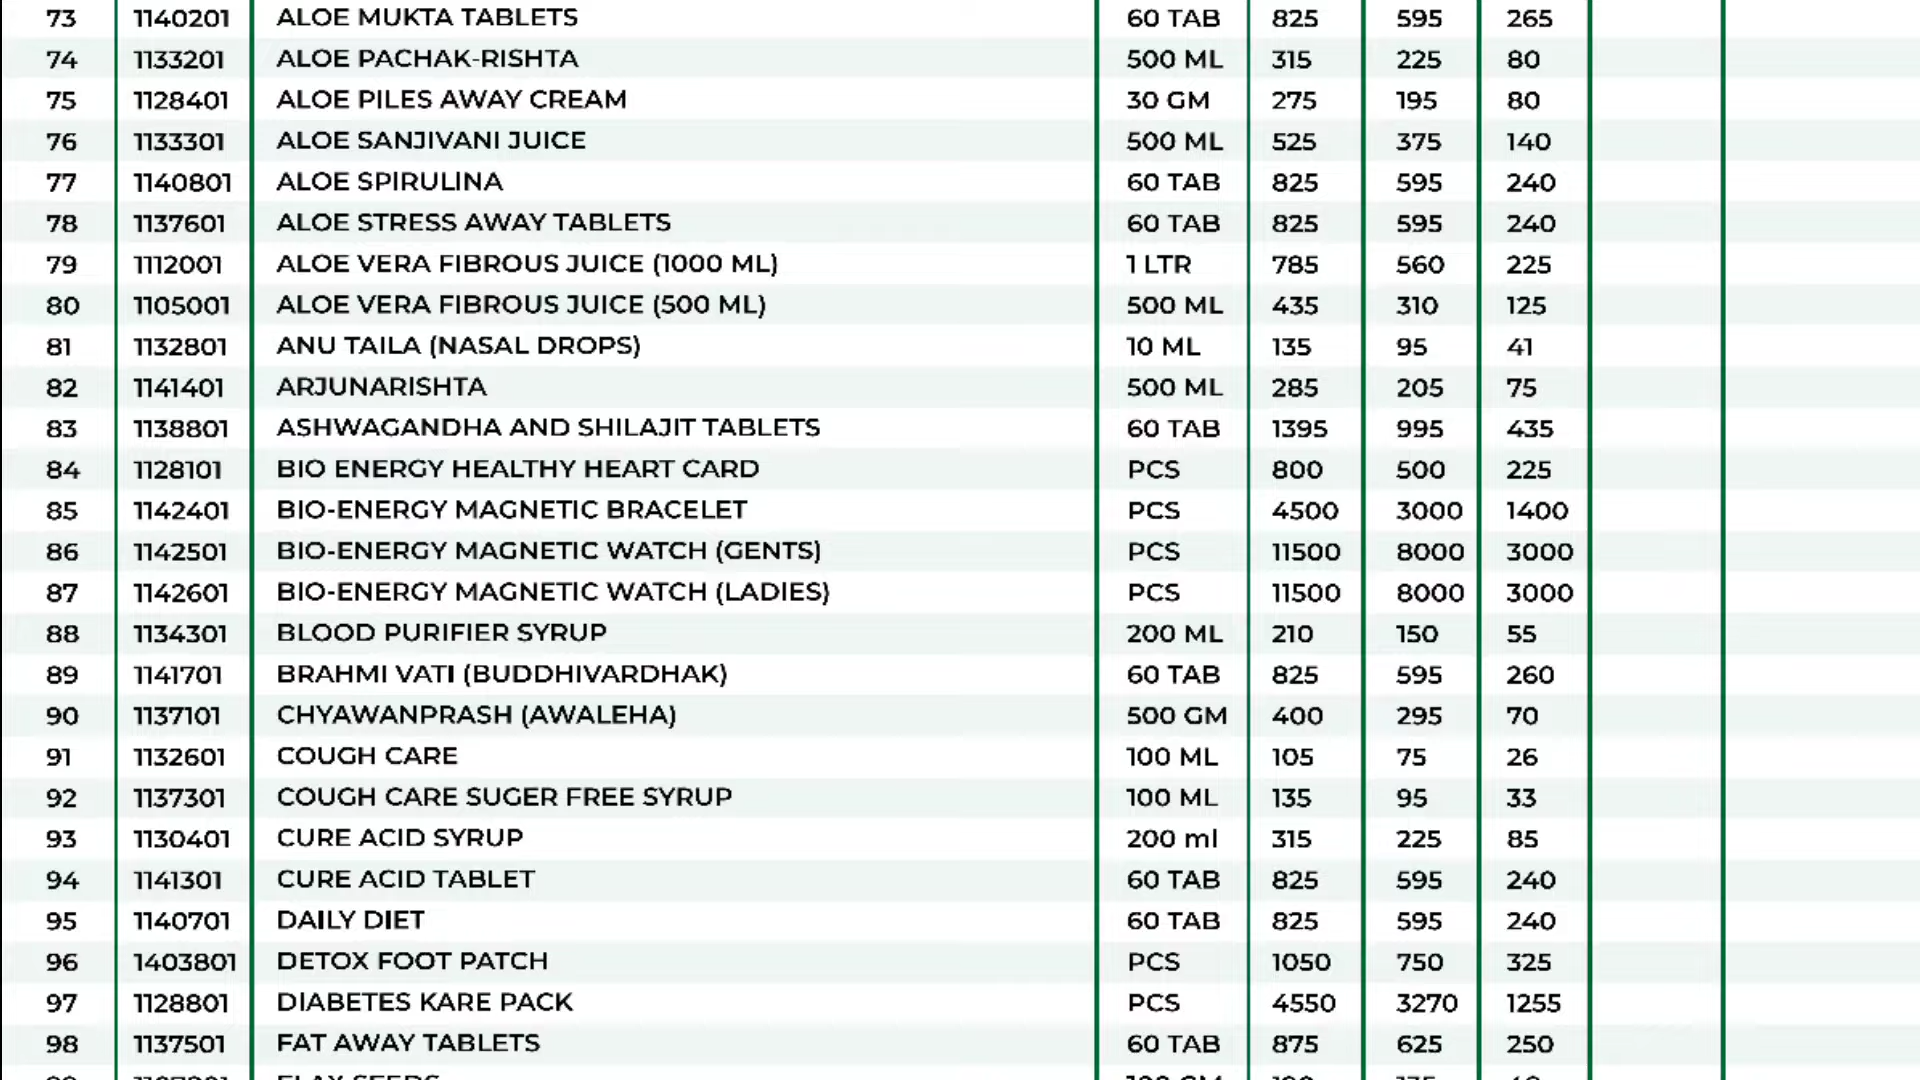 73 1140201 ALOE MUKTA TABLETS 60 TAB 825 595 265
74 1133201 ALOE PACHAK-RISHTA 500 ML 315 225 80
75 1128401 ALOE PILES AWAY CREAM 30 GM 275 195 80
76 1133301 ALOE SANJIVANI JUICE 500 ML 525 375 140
77 1140801 ALOE SPIRULINA 60 TAB 825 595 240
78 1137601 ALOE STRESS AWAY TABLETS 60 TAB 825 595 240
79 1112001 ALOE VERA FIBROUS JUICE (1000 ML) 1 LTR 785 560 225
80 1105001 ALOE VERA FIBROUS JUICE (500 ML) 500 ML 435 310 125
81 1132801 ANU TAILA (NASAL DROPS) 10 ML 135 95 41
82 1141401 ARJUNARISHTA 500 ML 285 205 75
83 1138801 ASHWAGANDHA AND SHILAJIT TABLETS 60 TAB 1395 995 435
84 1128101 BIO ENERGY HEALTHY HEART CARD PCS 800 500 225
85 1142401 BIO-ENERGY MAGNETIC BRACELET PCS 4500 3000 1400
86 1142501 BIO-ENERGY MAGNETIC WATCH (GENTS) PCS 11500 8000 3000
87 1142601 BIO-ENERGY MAGNETIC WATCH (LADIES) PCS 11500 8000 3000
88 1134301 BLOOD PURIFIER SYRUP 200 ML 210 150 55
89 1141701 BRAHMI VATI (BUDDHIVARDHAK) 60 TAB 825 595 260
90 1137101 CHYAWANPRASH (AWALEHA) 500 GM 400 295 70
91 1132601 COUGH CARE 100 ML 105 75 26
92 1137301 COUGH CARE SUGER FREE SYRUP 100 ML 135 95 33
93 1130401 CURE ACID SYRUP 200 ml 315 225 85
94 1141301 CURE ACID TABLET 60 TAB 825 595 240
95 1140701 DAILY DIET 60 TAB 825 595 240
96 1403801 DETOX FOOT PATCH PCS 1050 750 325
97 1128801 DIABETES KARE PACK PCS 4550 3270 1255
98 1137501 FAT AWAY TABLETS 60 TAB 875 625 250